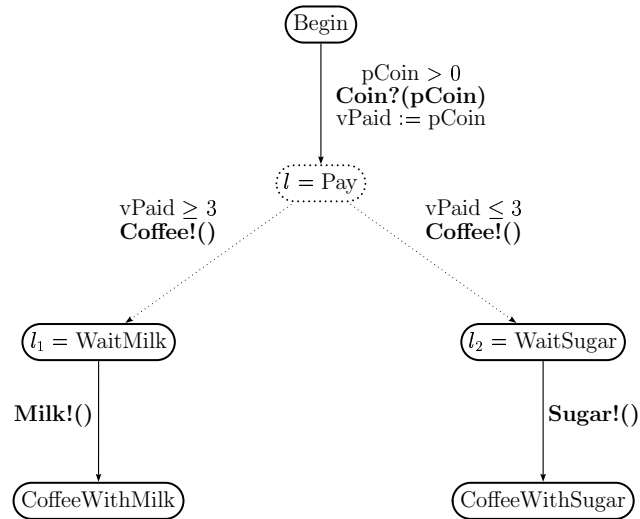 Begin
pCoin > 0
Coin?(pCoin)
vPaid := pCoin
l = Pay
vPaid ≥ 3
Coffee!()
vPaid ≤ 3
Coffee!()
l₁ = WaitMilk
l₂ = WaitSugar
Milk!()
Sugar!()
CoffeeWithMilk
CoffeeWithSugar